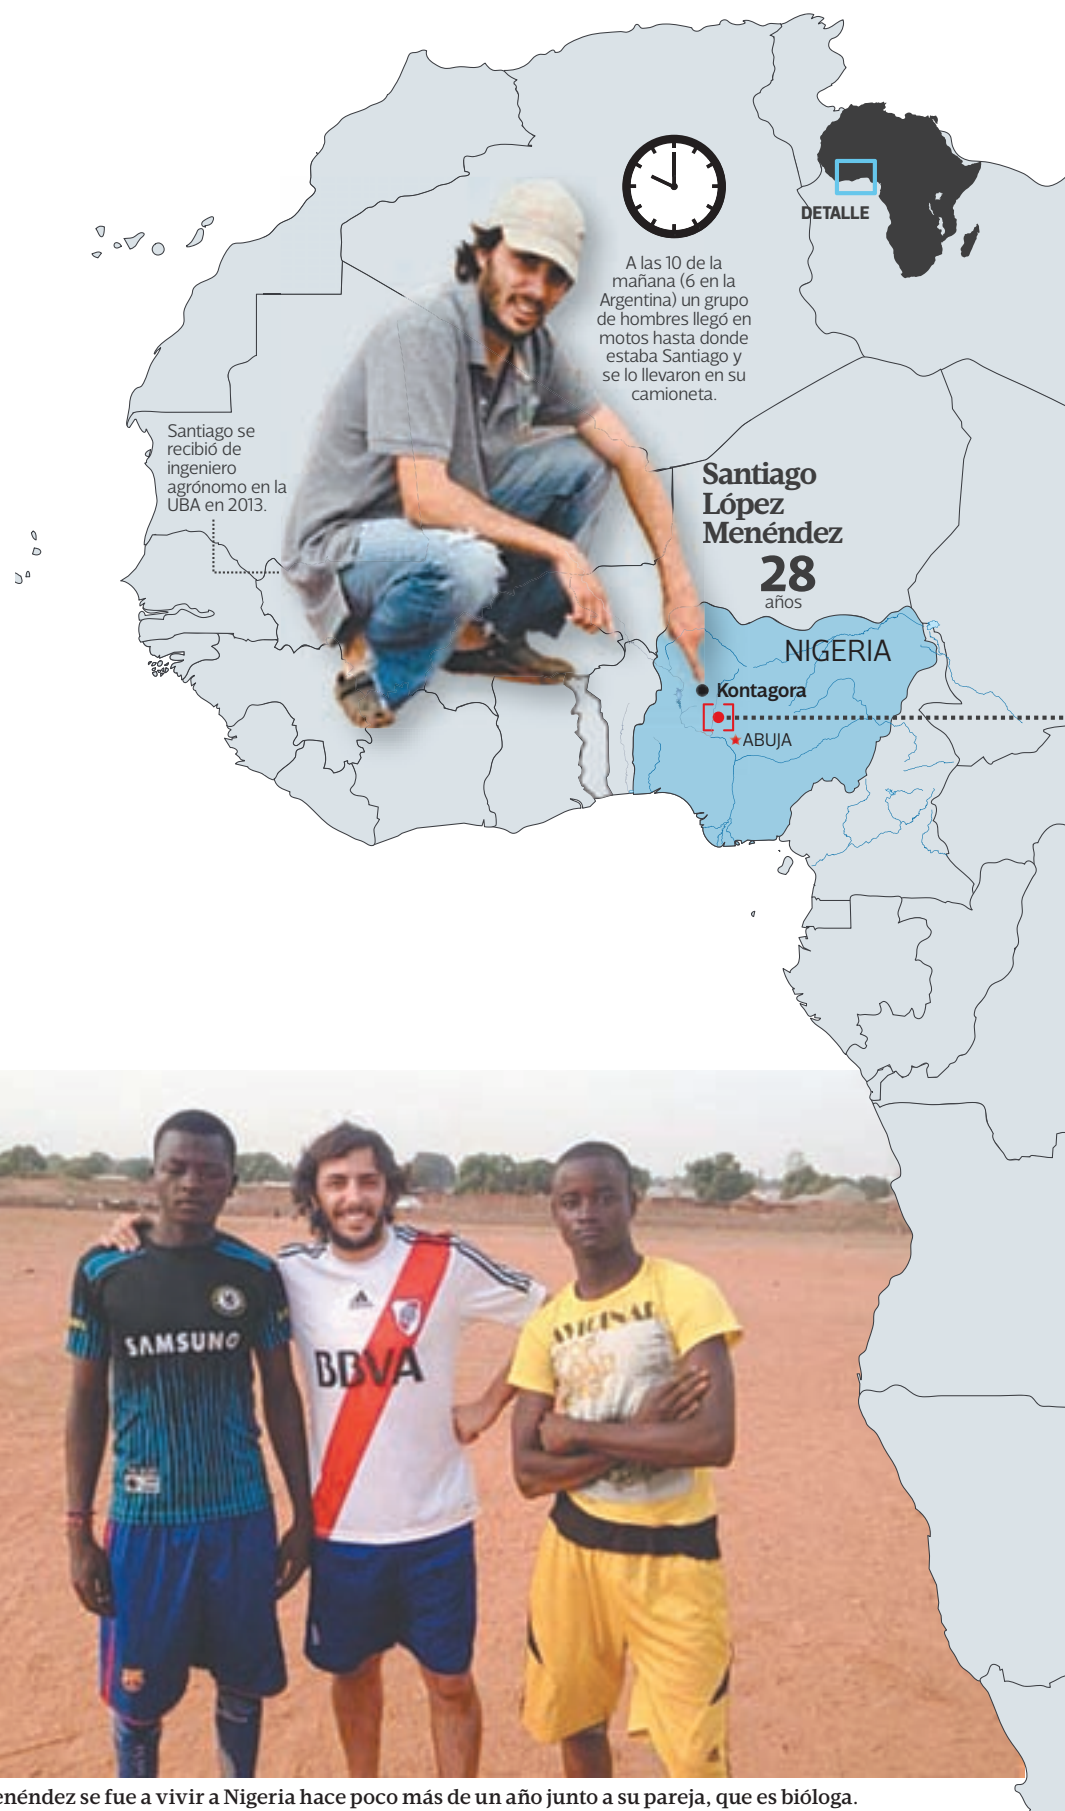 DETALLE
A las 10 de la
mañana (6 en la
Argentina) un grupo
de hombres llegó en
motos hasta donde
estaba Santiago y
se lo llevaron en su
camioneta.
Santiago se
recibió de
ingeniero
agrónomo en la
UBA en 2013.
Santiago
López
Menéndez
28
años
NIGERIA
Kontagora
ABUJA
SAMSUNG
BBVA
enéndez se fue a vivir a Nigeria hace poco más de un año junto a su pareja, que es bióloga.